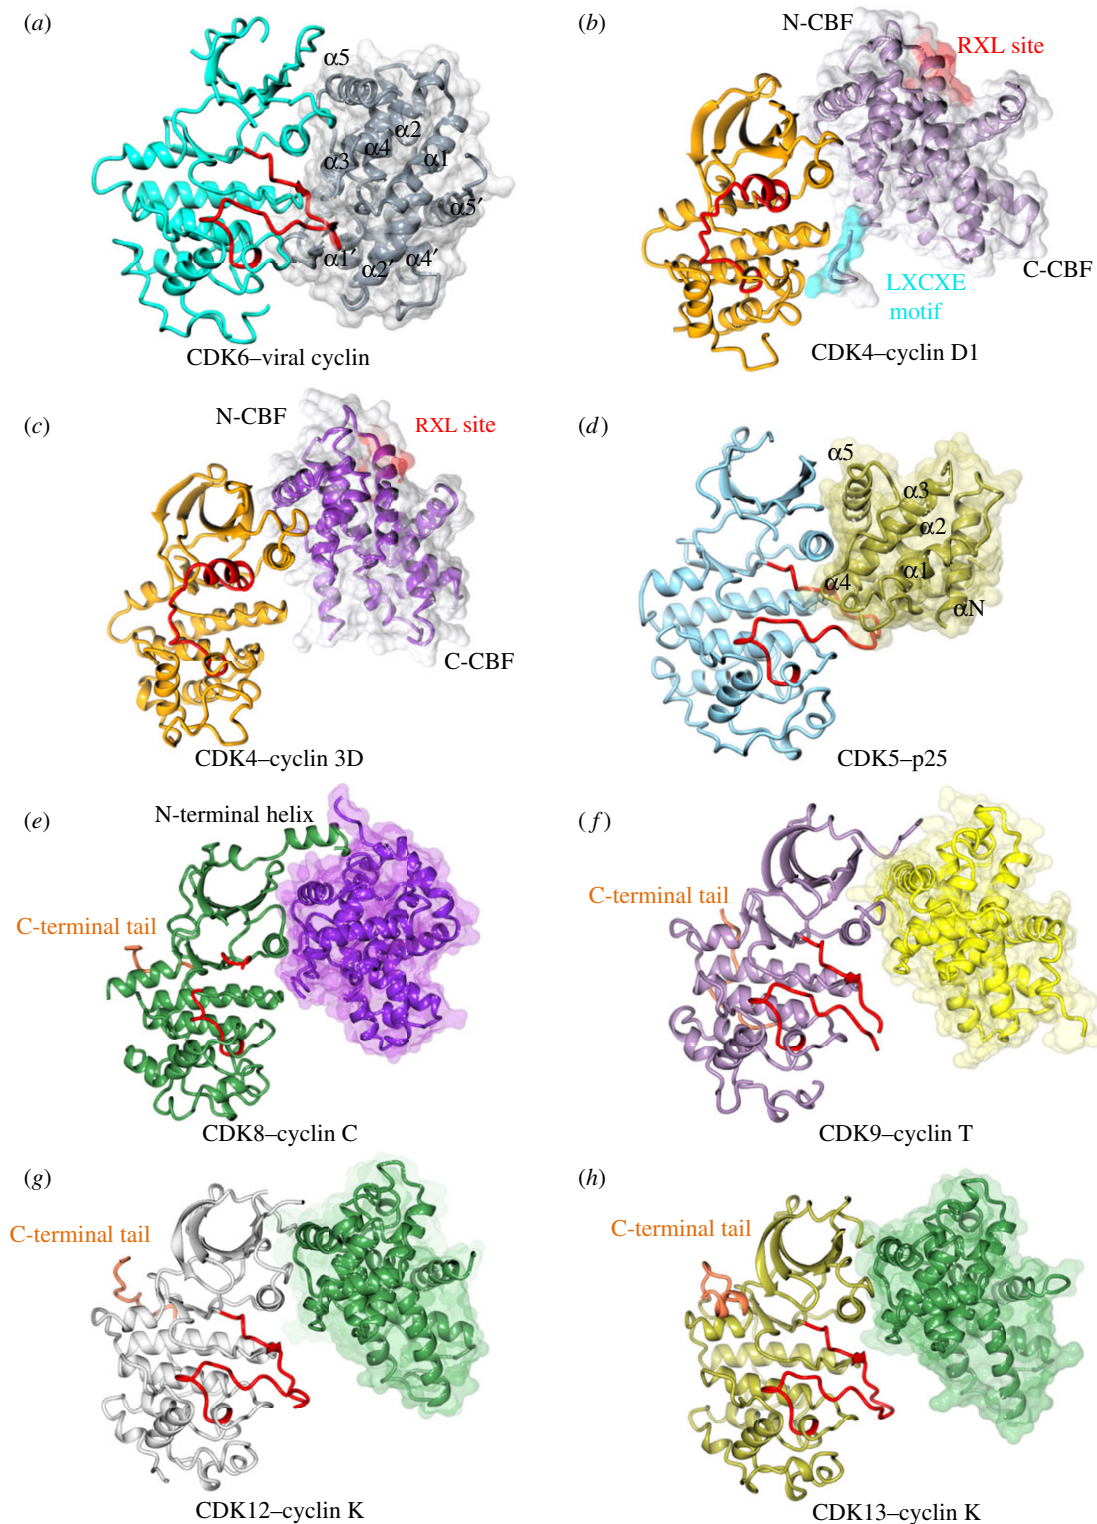 (a)
α5
α2
α4
α1
α3
α5′
α1′
α2′
α4′
CDK6–viral cyclin
(b)
N-CBF
RXL site
C-CBF
LXCXE
motif
CDK4–cyclin D1
(c)
N-CBF
RXL site
C-CBF
CDK4–cyclin 3D
(d)
α5
α3
α2
α1
α4
αN
CDK5–p25
(e)
N-terminal helix
C-terminal tail
CDK8–cyclin C
(f)
C-terminal tail
CDK9–cyclin T
(g)
C-terminal tail
CDK12–cyclin K
(h)
C-terminal tail
CDK13–cyclin K